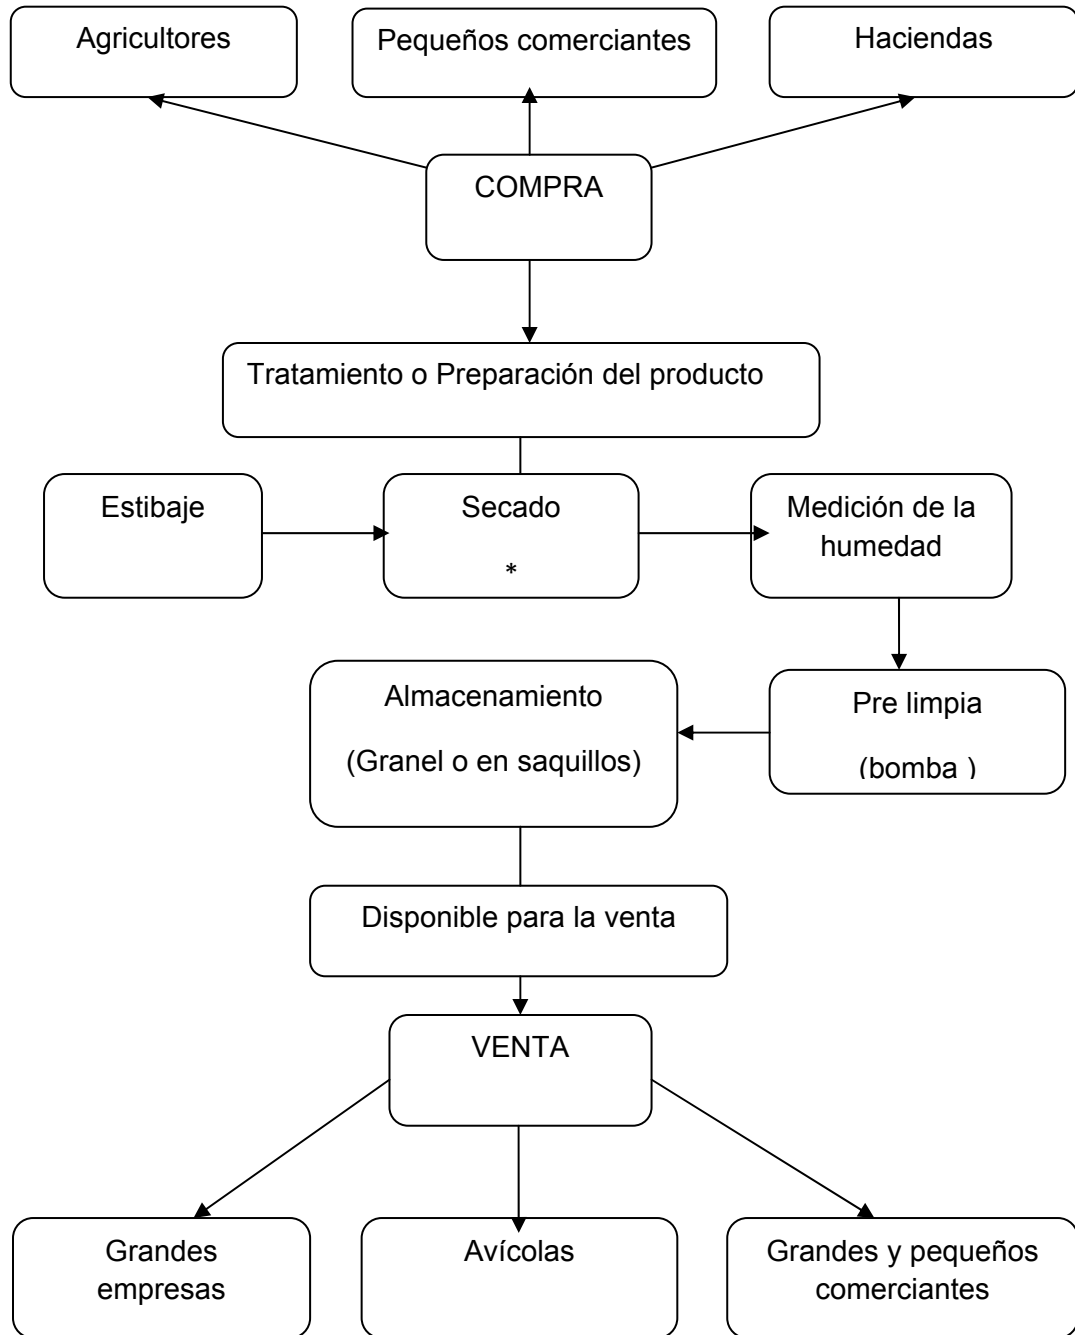 Agricultores
Pequeños comerciantes
Haciendas
COMPRA
Tratamiento o Preparación del producto
Estibaje
Secado
*
Medición de la
humedad
Almacenamiento
(Granel o en saquillos)
Pre limpia
(bomba )
Disponible para la venta
VENTA
Grandes
empresas
Avícolas
Grandes y pequeños
comerciantes